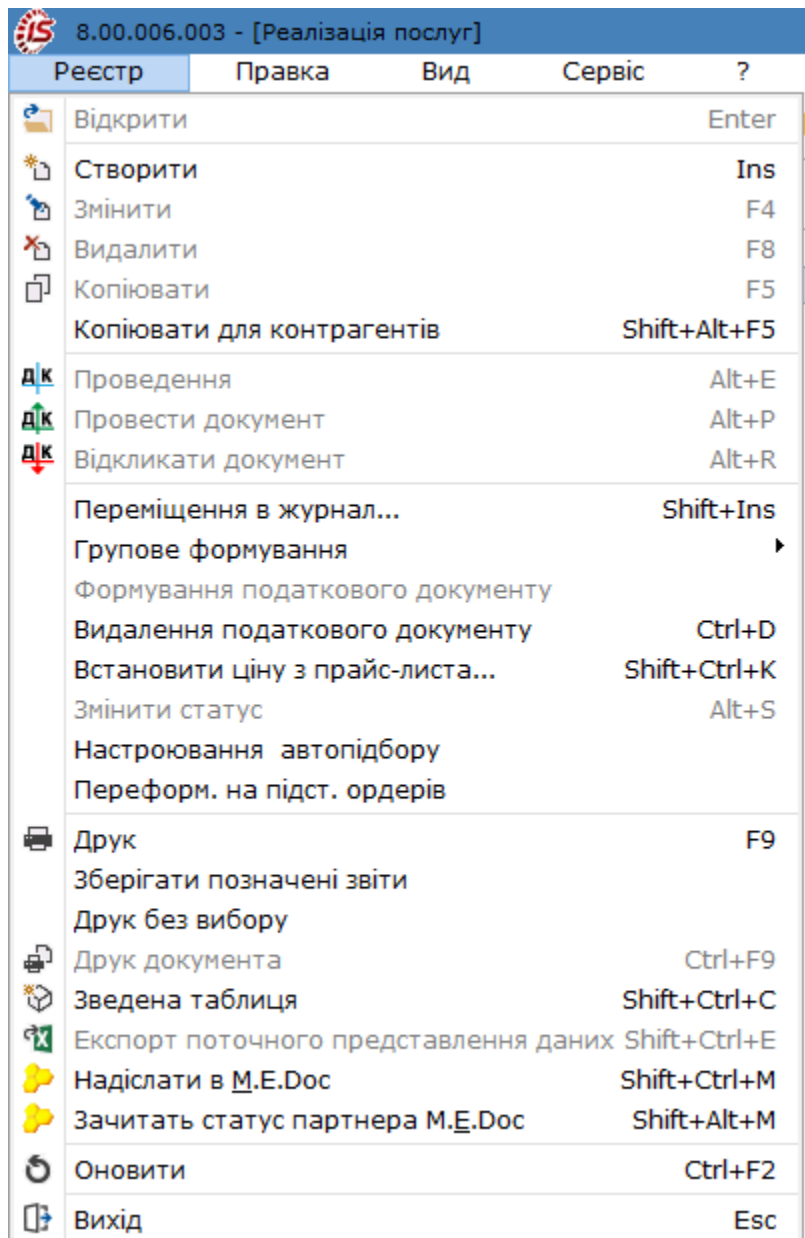 8.00.006.003 - [Реалізація послуг]
Реєстр Правка Вид Сервіс ?
Відкрити Enter
Створити Ins
Змінити F4
Видалити F8
Копіювати F5
Копіювати для контрагентів Shift+Alt+F5
Проведення Alt+E
Провести документ Alt+P
Відкликати документ Alt+R
Переміщення в журнал... Shift+Ins
Групове формування
Формування податкового документу
Видалення податкового документу Ctrl+D
Встановити ціну з прайс-листа... Shift+Ctrl+K
Змінити статус Alt+S
Настроювання автопідбору
Переформ. на підст. ордерів
Друк F9
Зберігати позначені звіти
Друк без вибору
Друк документа Ctrl+F9
Зведена таблиця Shift+Ctrl+C
Експорт поточного представлення даних Shift+Ctrl+E
Надіслати в M.E.Doc Shift+Ctrl+M
Зачитать статус партнера M.E.Doc Shift+Alt+M
Оновити Ctrl+F2
Вихід Esc